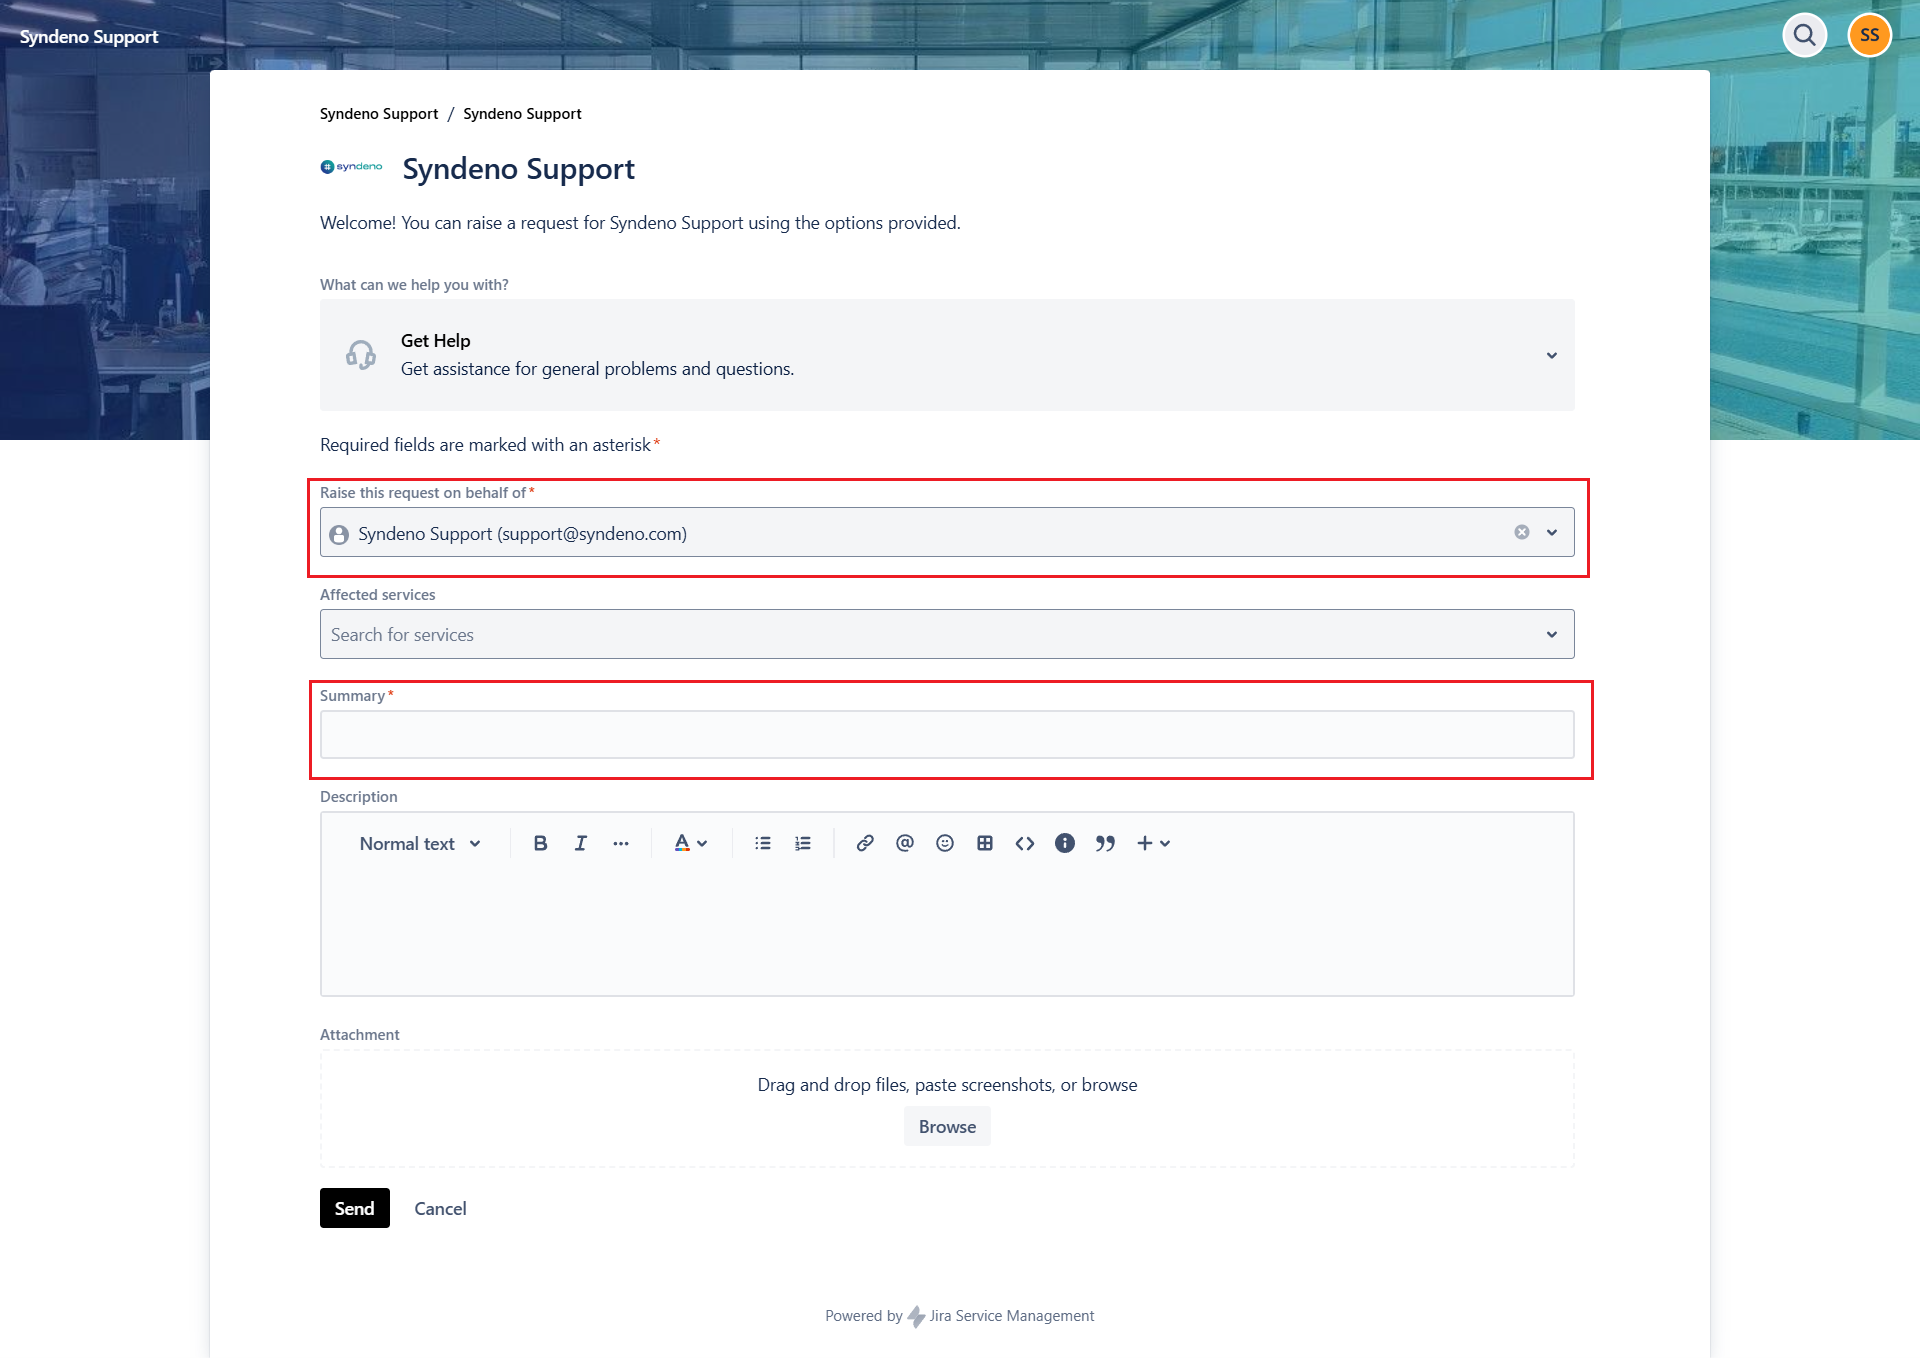 Syndeno Support
SS
Syndeno Support / Syndeno Support
# syndeno
Syndeno Support
Welcome! You can raise a request for Syndeno Support using the options provided.
What can we help you with?
Get Help
Get assistance for general problems and questions.
Required fields are marked with an asterisk*
Raise this request on behalf of*
Syndeno Support (support@syndeno.com)
Affected services
Search for services
Summary*
Description
Normal text B I ... A @ <> i ” +
Attachment
Drag and drop files, paste screenshots, or browse
Browse
Send Cancel
Powered by Jira Service Management